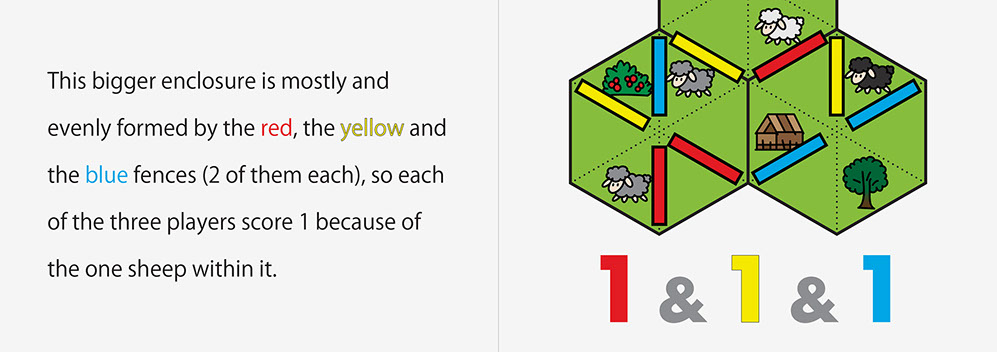 This bigger enclosure is mostly and
evenly formed by the red, the yellow and
the blue fences (2 of them each), so each
of the three players score 1 because of
the one sheep within it.
1 & 1 & 1